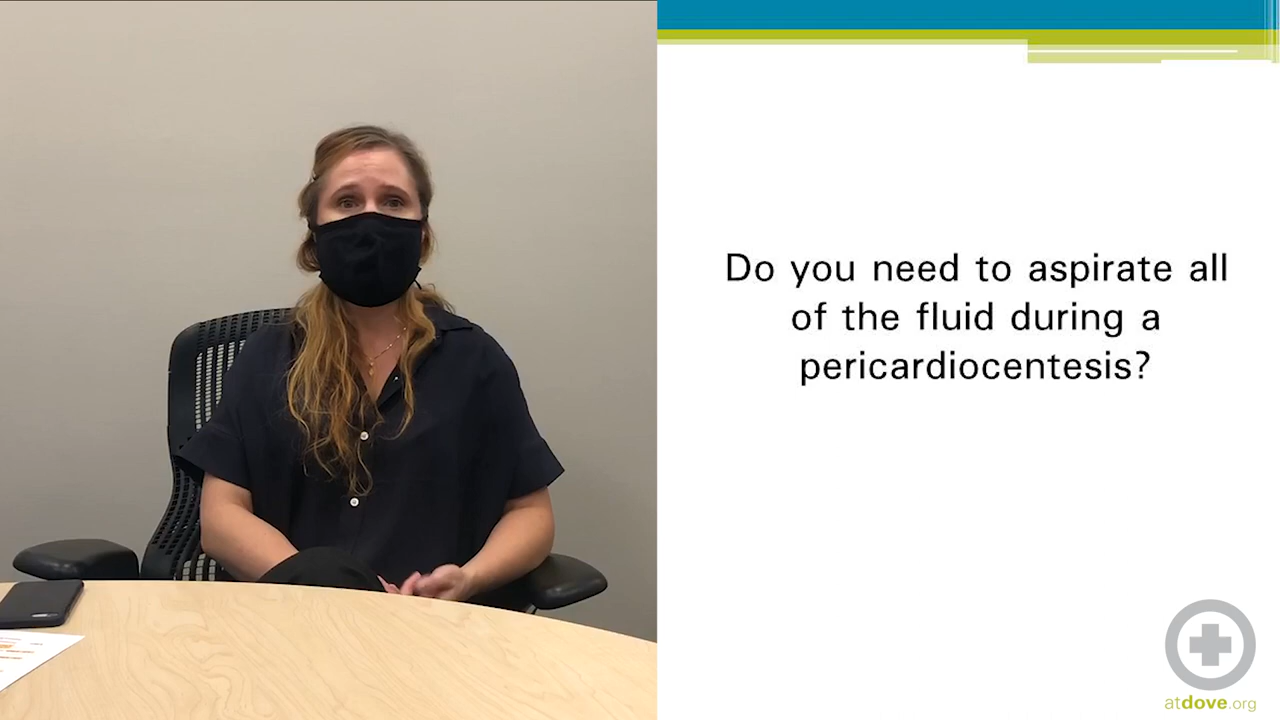 Do you need to aspirate all
of the fluid during a
pericardiocentesis?
atdove.org